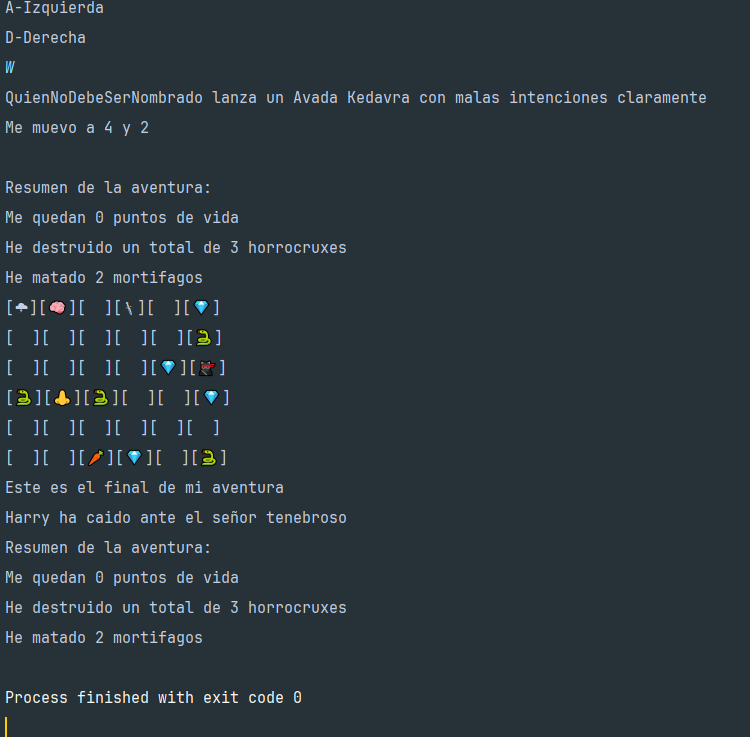 A-Izquierda
D-Derecha
W
QuienNoDebeSerNombrado lanza un Avada Kedavra con malas intenciones claramente
Me muevo a 4 y 2
Resumen de la aventura:
Me quedan 0 puntos de vida
He destruido un total de 3 horrocruxes
He matado 2 mortifagos
[🌩][🧠][  ][⚡][  ][💎]
[  ][  ][  ][  ][  ][🐍]
[  ][  ][  ][  ][💎][🐱‍👤]
[🐍][👃][🐍][  ][  ][💎]
[  ][  ][  ][  ][  ][  ]
[  ][  ][🥕][💎][  ][🐍]
Este es el final de mi aventura
Harry ha caido ante el señor tenebroso
Resumen de la aventura:
Me quedan 0 puntos de vida
He destruido un total de 3 horrocruxes
He matado 2 mortifagos
Process finished with exit code 0